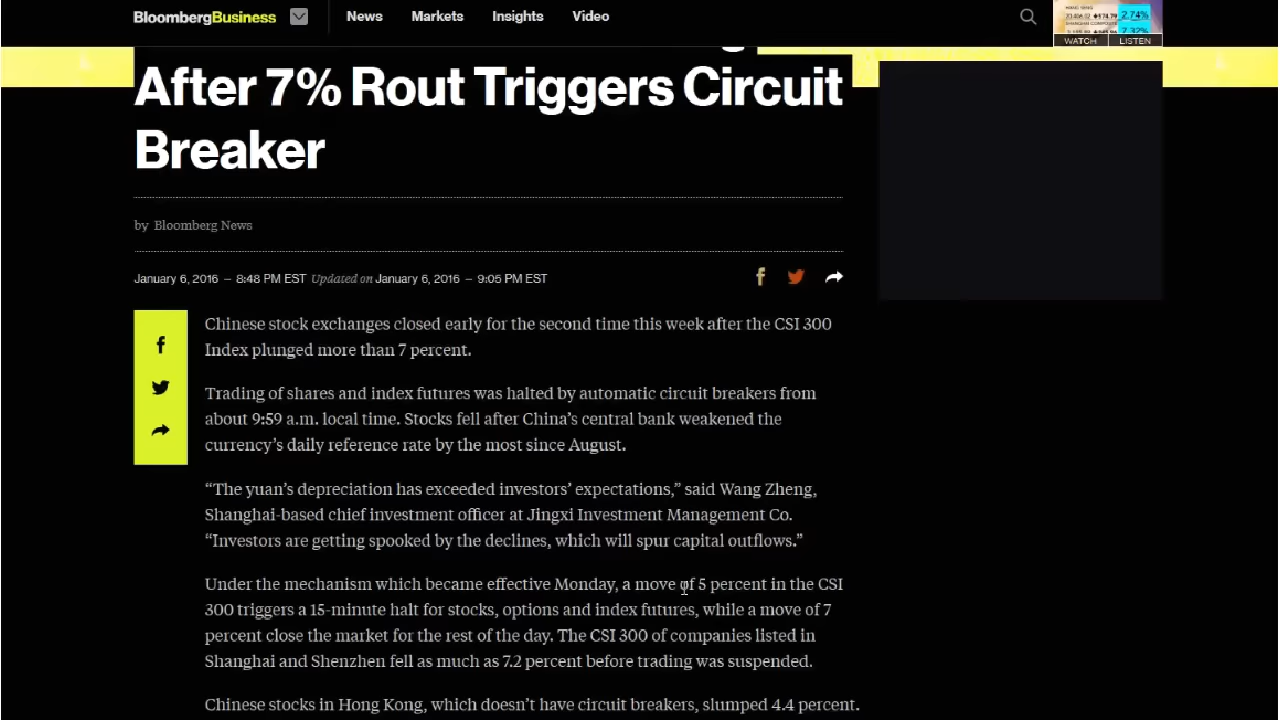 BloombergBusiness
News
Markets
Insights
Video
2.74%
7.32%
WATCH
LISTEN
After 7% Rout Triggers Circuit
Breaker
by Bloomberg News
January 6, 2016 – 8:48 PM EST Updated on January 6, 2016 – 9:05 PM EST
Chinese stock exchanges closed early for the second time this week after the CSI 300
Index plunged more than 7 percent.
Trading of shares and index futures was halted by automatic circuit breakers from
about 9:59 a.m. local time. Stocks fell after China’s central bank weakened the
currency’s daily reference rate by the most since August.
“The yuan’s depreciation has exceeded investors’ expectations,” said Wang Zheng,
Shanghai-based chief investment officer at Jingxi Investment Management Co.
“Investors are getting spooked by the declines, which will spur capital outflows.”
Under the mechanism which became effective Monday, a move of 5 percent in the CSI
300 triggers a 15-minute halt for stocks, options and index futures, while a move of 7
percent close the market for the rest of the day. The CSI 300 of companies listed in
Shanghai and Shenzhen fell as much as 7.2 percent before trading was suspended.
Chinese stocks in Hong Kong, which doesn’t have circuit breakers, slumped 4.4 percent.